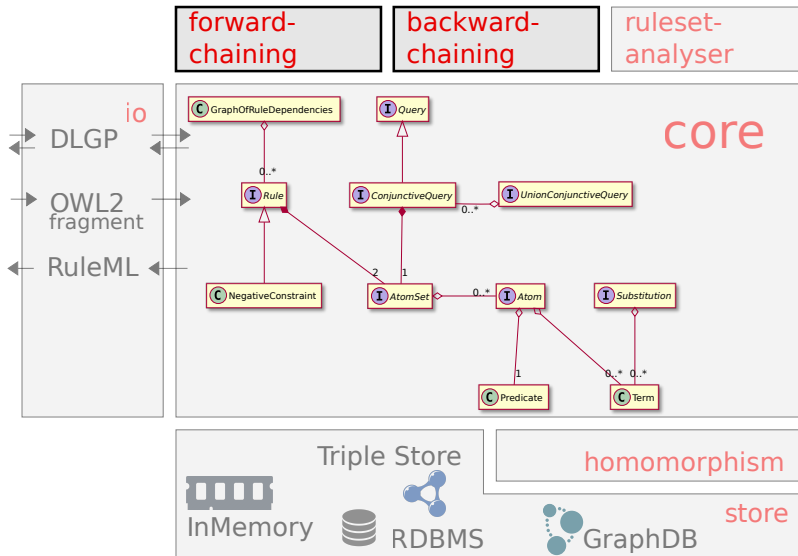 forward-
chaining
backward-
chaining
ruleset-
analyser
io
DLGP
OWL2
fragment
RuleML
core
C GraphOfRuleDependencies
I Query
0..*
I Rule
I ConjunctiveQuery
0..*
I UnionConjunctiveQuery
2
1
C NegativeConstraint
I AtomSet
0..*
I Atom
I Substitution
1
0..*
0..*
C Predicate
C Term
Triple Store
InMemory
RDBMS
GraphDB
homomorphism
store